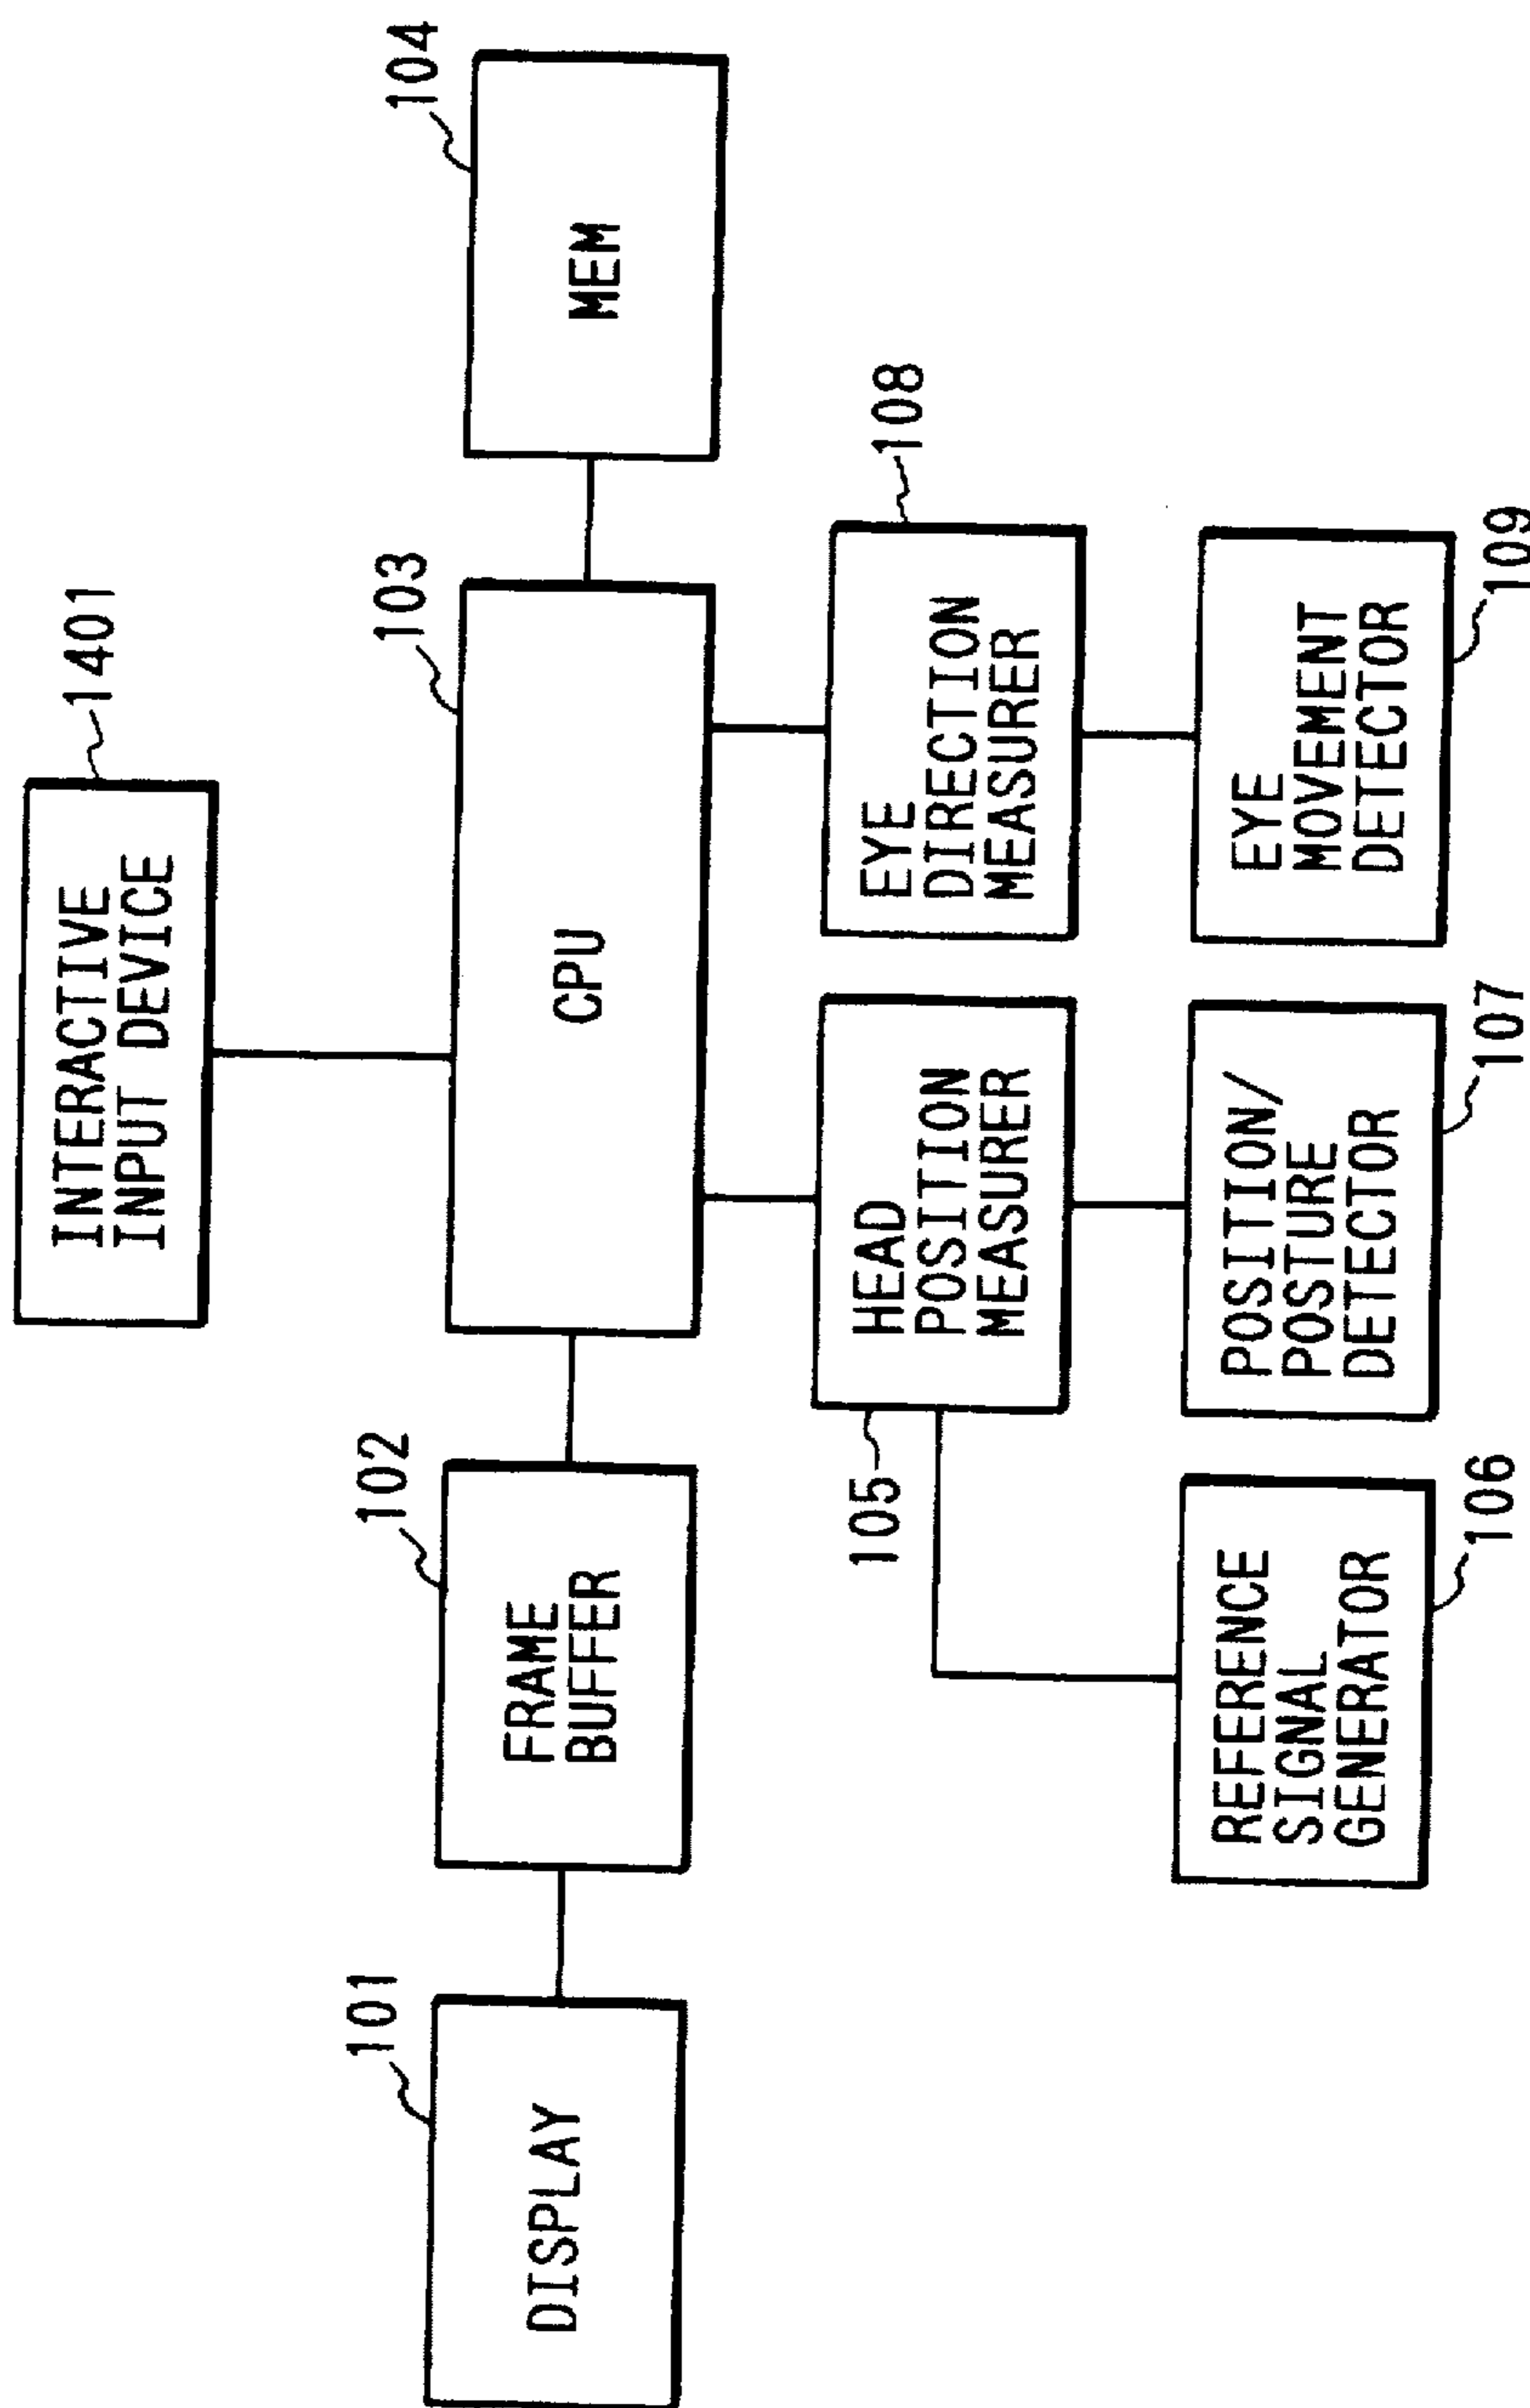 1401
INTERACTIVE
INPUT DEVICE
101
DISPLAY
102
FRAME
BUFFER
103
CPU
104
MEM
105
HEAD
POSITION
MEASURER
108
EYE
DIRECTION
MEASURER
REFERENCE
SIGNAL
GENERATOR
106
POSITION/
POSTURE
DETECTOR
107
EYE
MOVEMENT
DETECTOR
109